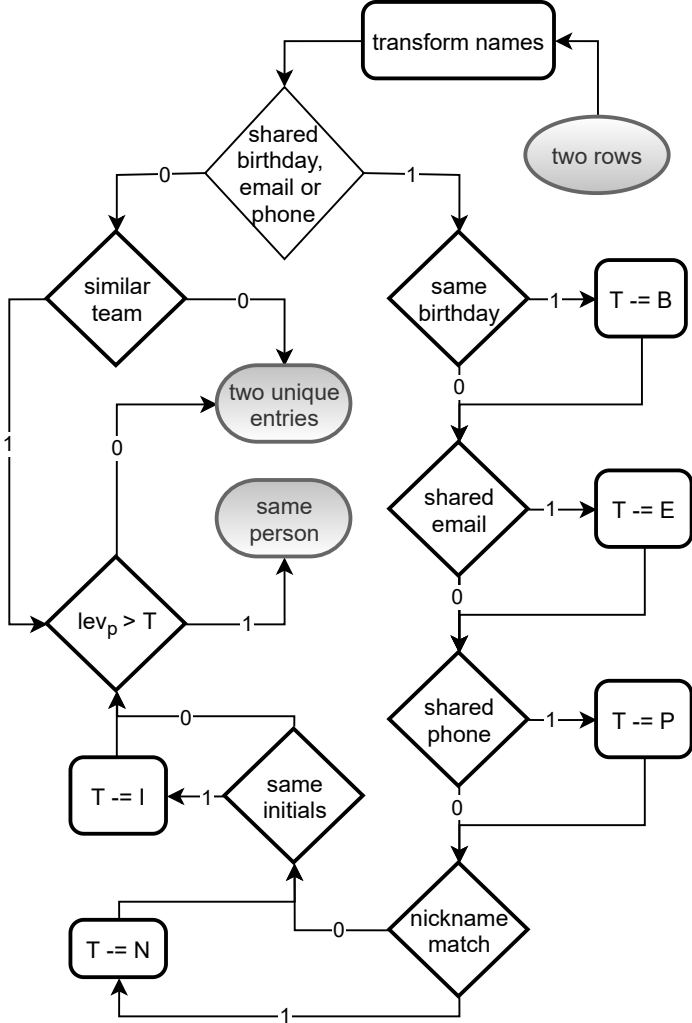 transform names
two rows
shared
birthday,
email or
phone
0
1
similar
team
0
1
same
birthday
1
T -= B
0
two unique
entries
0
shared
email
1
T -= E
0
same
person
lev_p > T
1
shared
phone
1
T -= P
0
0
same
initials
1
T -= I
nickname
match
0
T -= N
1